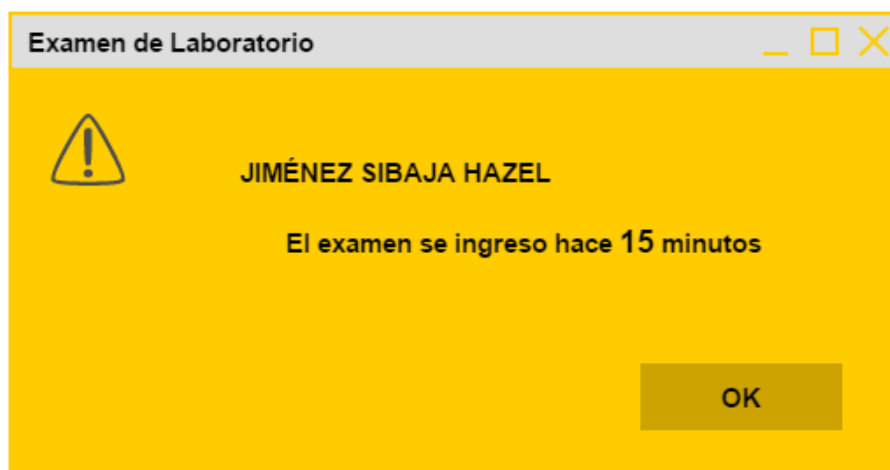 Examen de Laboratorio
JIMÉNEZ SIBAJA HAZEL
El examen se ingreso hace 15 minutos
OK